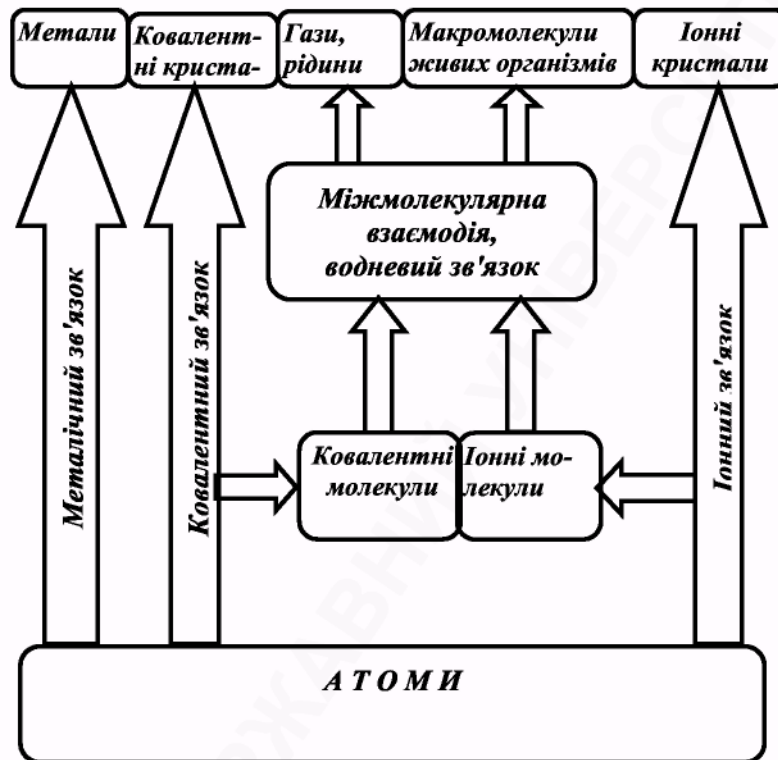 Метали
Ковалент-
ні криста-
Гази,
рідини
Макромолекули
живих організмів
Іонні
кристали
Міжмолекулярна
взаємодія,
водневий зв'язок
Металічний зв'язок
Ковалентний зв'язок
Іонний зв'язок
Ковалентні
молекули
Іонні мо-
лекули
А Т О М И